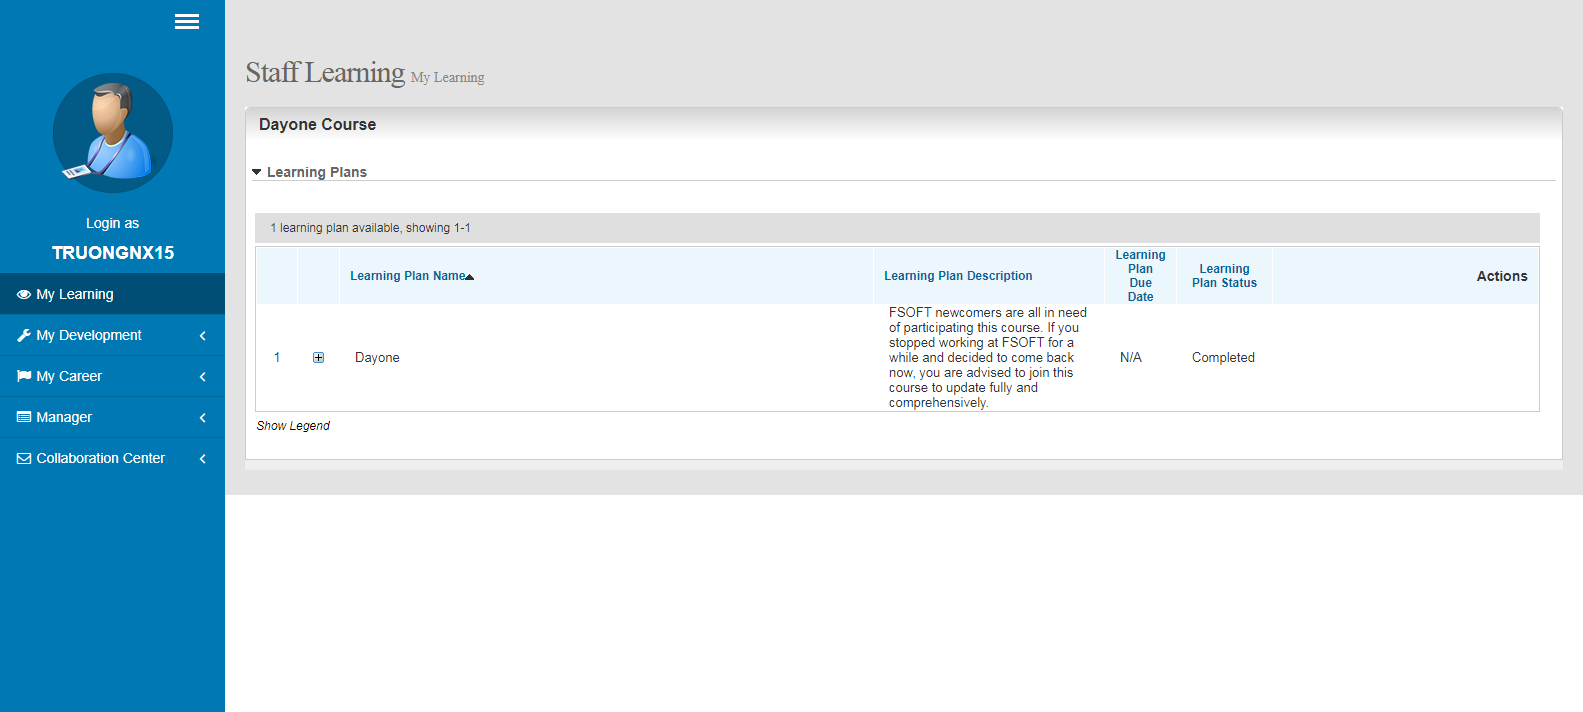 Staff Learning My Learning
Dayone Course
Learning Plans
1 learning plan available, showing 1-1
Learning Plan Name
Learning Plan Description
Learning
Plan
Due
Date
Learning
Plan Status
Actions
1
Dayone
FSOFT newcomers are all in need
of participating this course. If you
stopped working at FSOFT for a
while and decided to come back
now, you are advised to join this
course to update fully and
comprehensively.
N/A
Completed
Show Legend
Login as
TRUONGNX15
My Learning
My Development
My Career
Manager
Collaboration Center